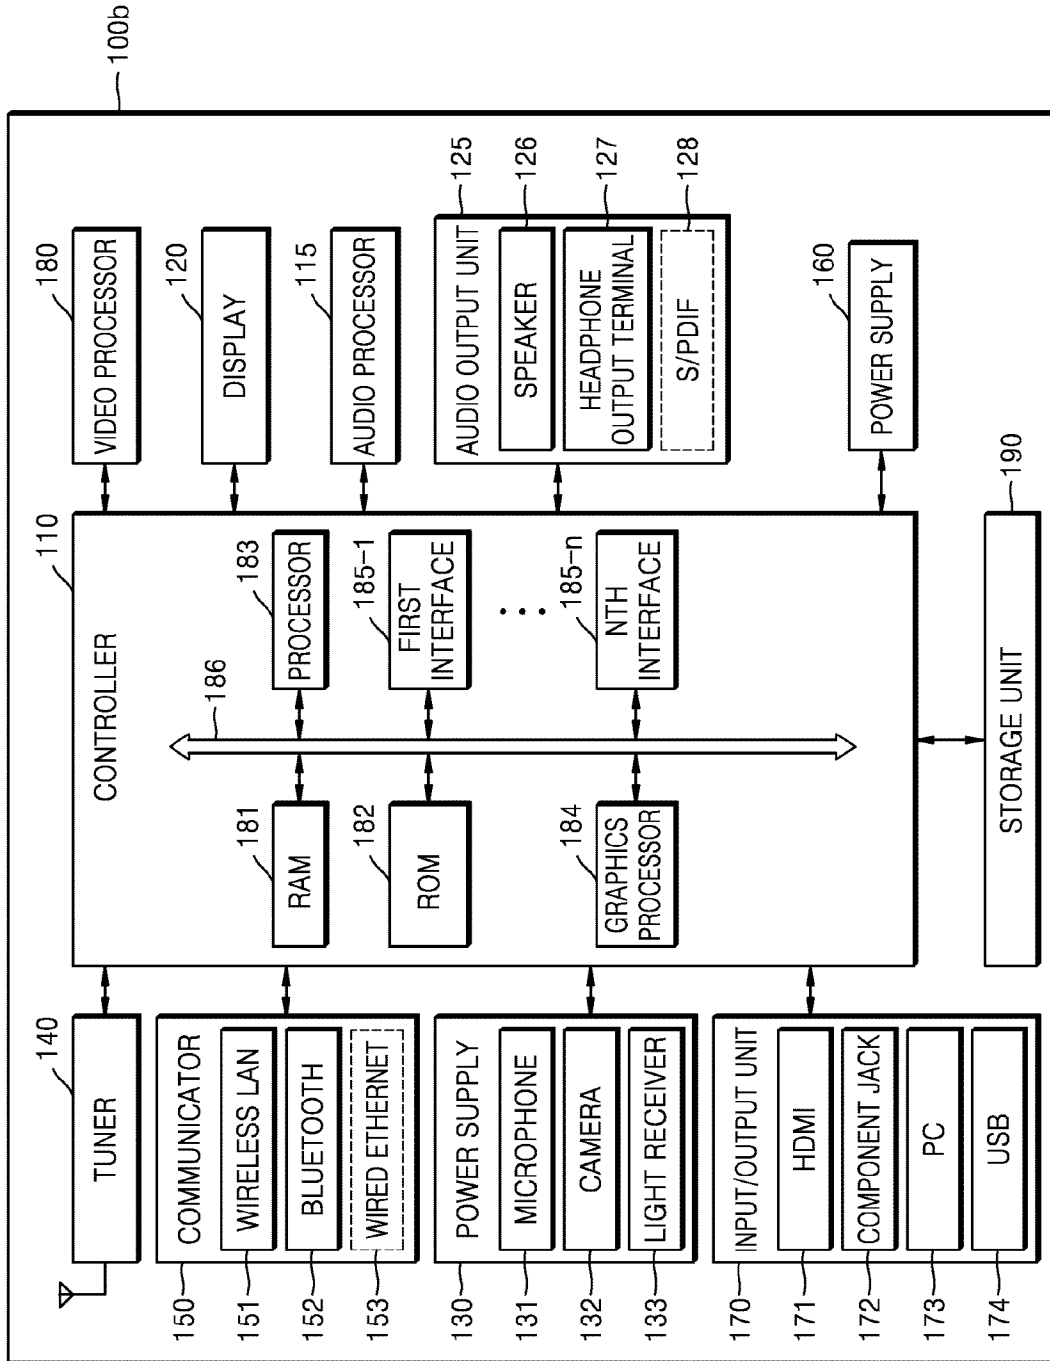 100b
TUNER
140
COMMUNICATOR
150
WIRELESS LAN
151
BLUETOOTH
152
WIRED ETHERNET
153
POWER SUPPLY
130
MICROPHONE
131
CAMERA
132
LIGHT RECEIVER
133
INPUT/OUTPUT UNIT
170
HDMI
171
COMPONENT JACK
172
PC
173
USB
174
CONTROLLER
110
186
RAM
181
ROM
182
GRAPHICS
PROCESSOR
184
PROCESSOR
183
FIRST
INTERFACE
185-1
NTH
INTERFACE
185-n
STORAGE UNIT
190
VIDEO PROCESSOR
180
DISPLAY
120
AUDIO PROCESSOR
115
AUDIO OUTPUT UNIT
125
SPEAKER
126
HEADPHONE
OUTPUT TERMINAL
127
S/PDIF
128
POWER SUPPLY
160